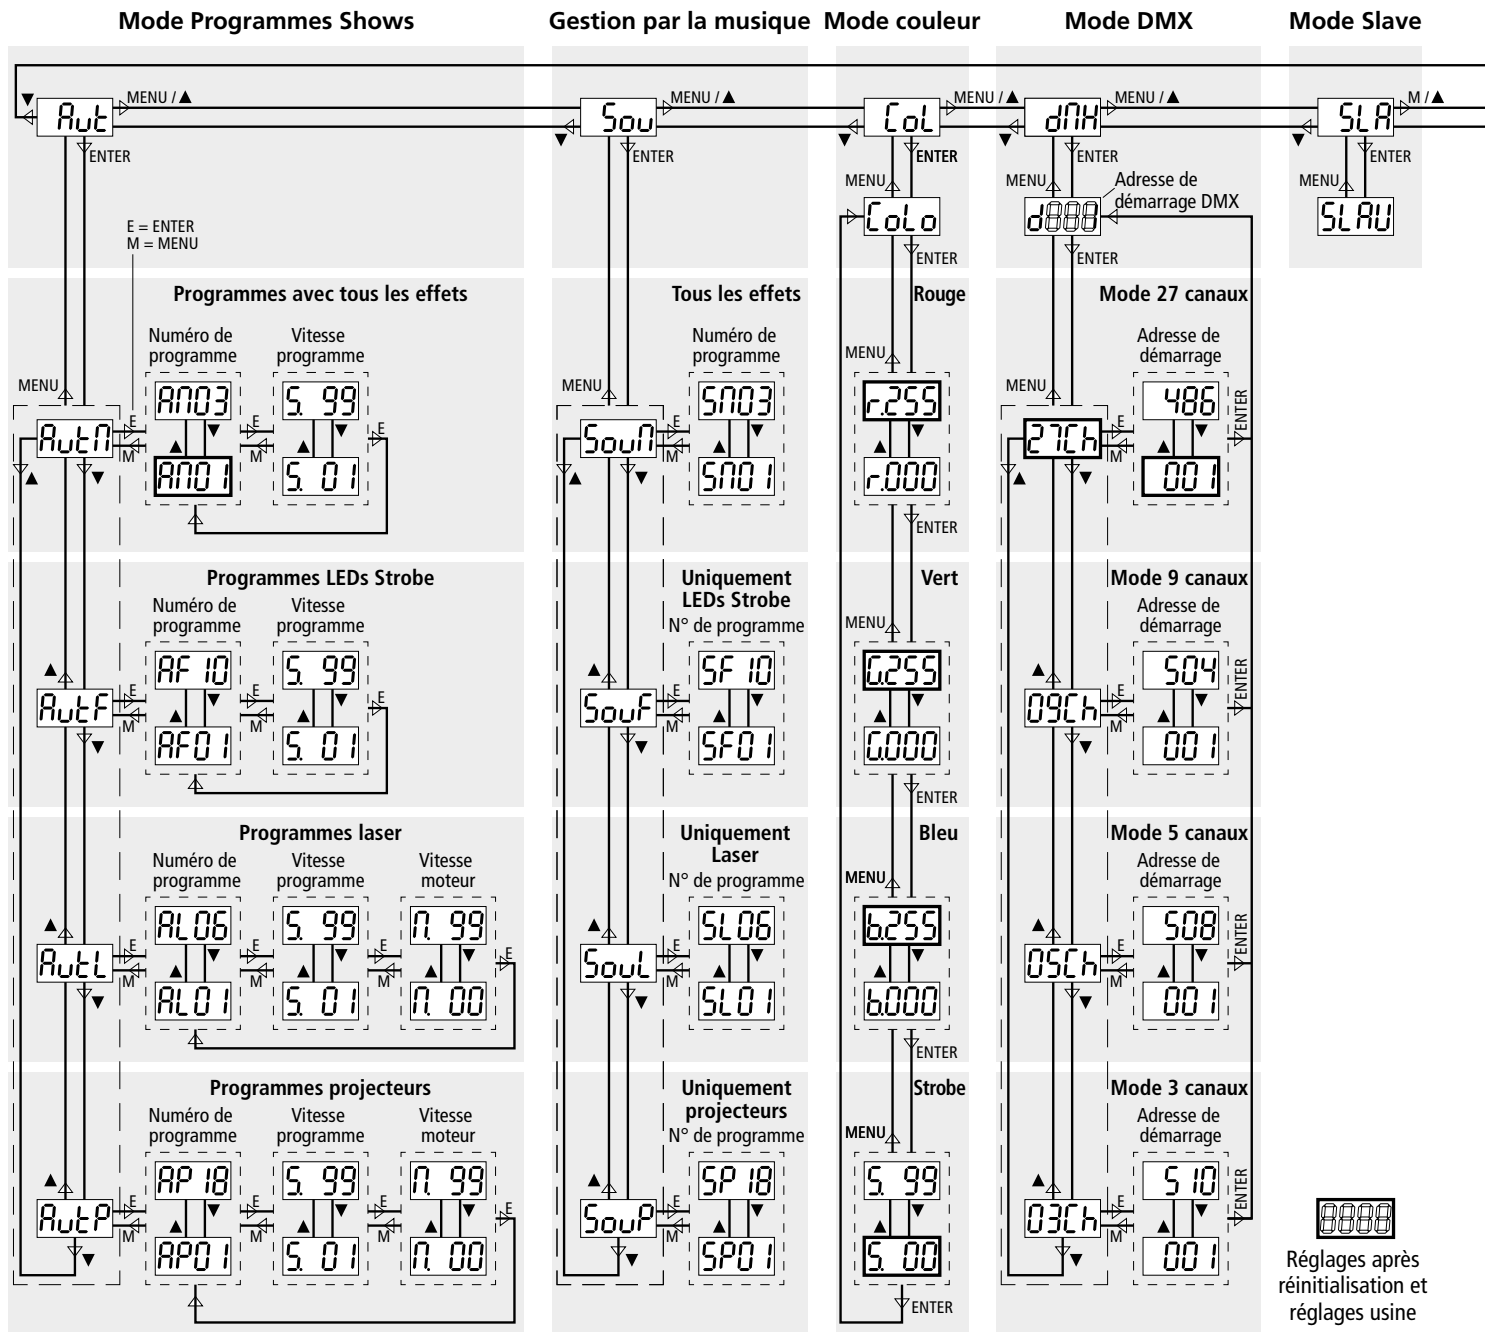 Mode Programmes Shows
Gestion par la musique
Mode couleur
Mode DMX
Mode Slave
Aut
MENU / ▲
▼
ENTER
Sou
MENU / ▲
▼
ENTER
CoL
MENU / ▲
▼
ENTER
dMX
MENU / ▲
▼
ENTER
SLA
M / ▲
▼
ENTER
E = ENTER
M = MENU
MENU
CoLo
ENTER
MENU
d888
Adresse de
démarrage DMX
ENTER
MENU
SLAV
Programmes avec tous les effets
Numéro de
programme
Vitesse
programme
MENU
AutM
E
M
AM03
AM01
E
M
S. 99
S. 01
E
Programmes LEDs Strobe
Numéro de
programme
Vitesse
programme
AutF
E
M
AF10
AF01
E
M
S. 99
S. 01
E
Programmes laser
Numéro de
programme
Vitesse
programme
Vitesse
moteur
AutL
E
M
AL06
AL01
E
M
S. 99
S. 01
E
M
M. 99
M. 00
E
Programmes projecteurs
Numéro de
programme
Vitesse
programme
Vitesse
moteur
AutP
E
M
AP18
AP01
E
M
S. 99
S. 01
E
M
M. 99
M. 00
E
Tous les effets
Numéro de
programme
MENU
SouM
E
M
SM03
SM01
Uniquement
LEDs Strobe
N° de programme
SouF
E
M
SF10
SF01
Uniquement
Laser
N° de programme
SouL
E
M
SL06
SL01
Uniquement
projecteurs
N° de programme
SouP
E
M
SP18
SP01
Rouge
MENU
r.255
r.000
ENTER
Vert
MENU
G.255
G.000
ENTER
Bleu
MENU
b.255
b.000
ENTER
Strobe
MENU
S. 99
S. 00
ENTER
Mode 27 canaux
Adresse de
démarrage
MENU
27Ch
E
M
486
001
ENTER
Mode 9 canaux
Adresse de
démarrage
09Ch
E
M
504
001
ENTER
Mode 5 canaux
Adresse de
démarrage
05Ch
E
M
508
001
ENTER
Mode 3 canaux
Adresse de
démarrage
03Ch
E
M
510
001
ENTER
8888
Réglages après
réinitialisation et
réglages usine